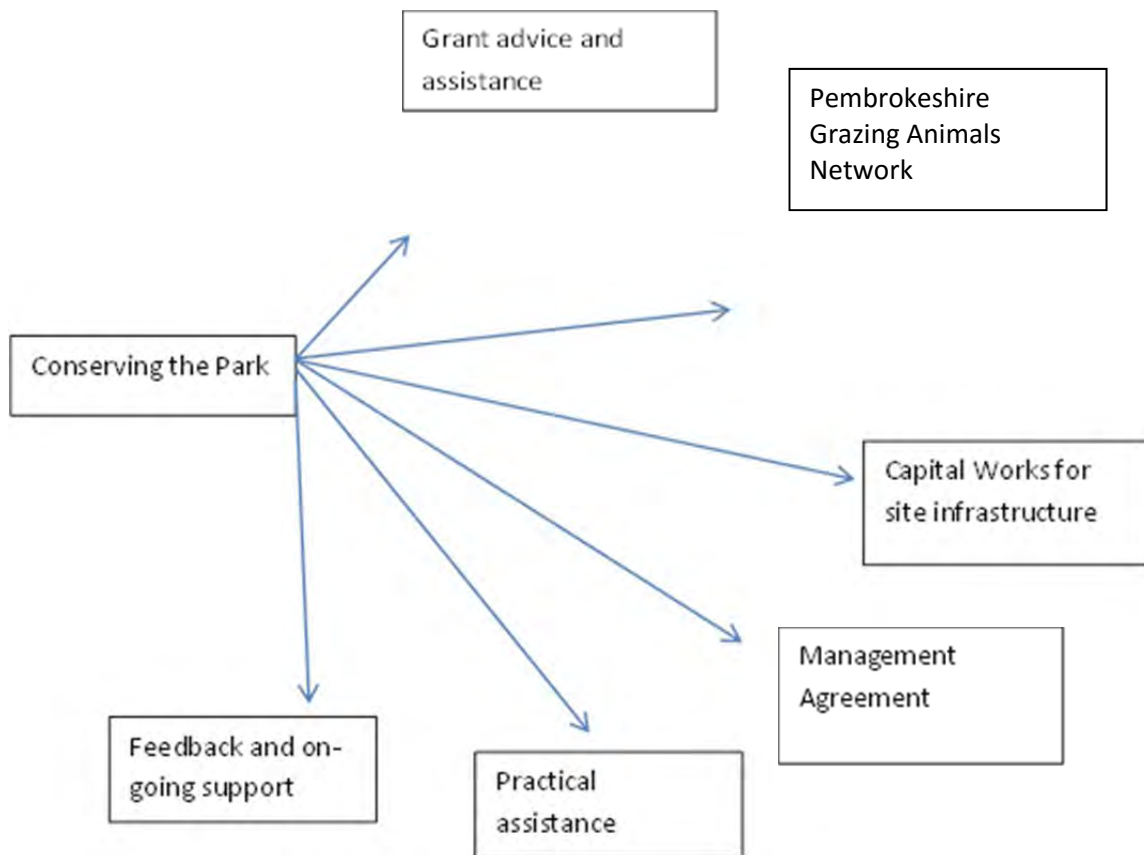 Grant advice and
assistance
Pembrokeshire
Grazing Animals
Network
Conserving the Park
Capital Works for
site infrastructure
Management
Agreement
Feedback and on-
going support
Practical
assistance